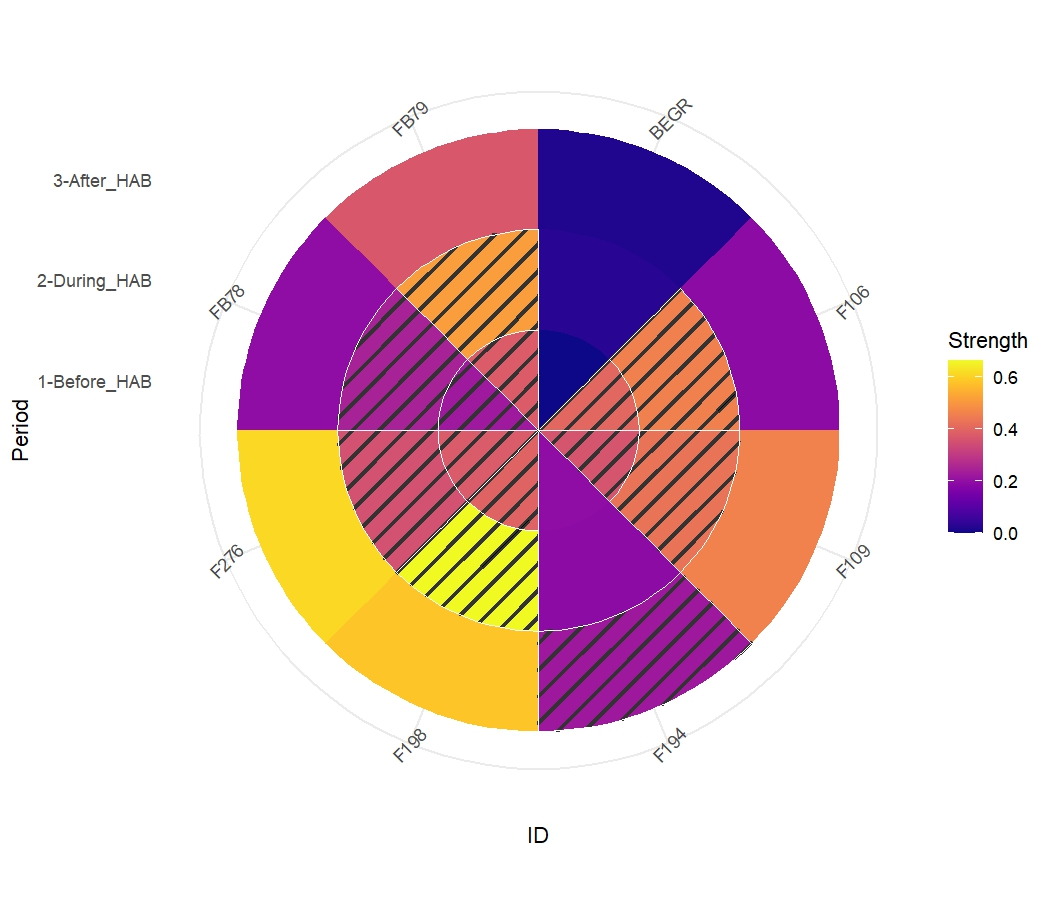 FB79
BEGR
3-After_HAB
2-During_HAB
FB78
F106
Strength
1-Before_HAB
0.6
0.4
0.2
0.0
Period
F276
F109
F198
F194
ID